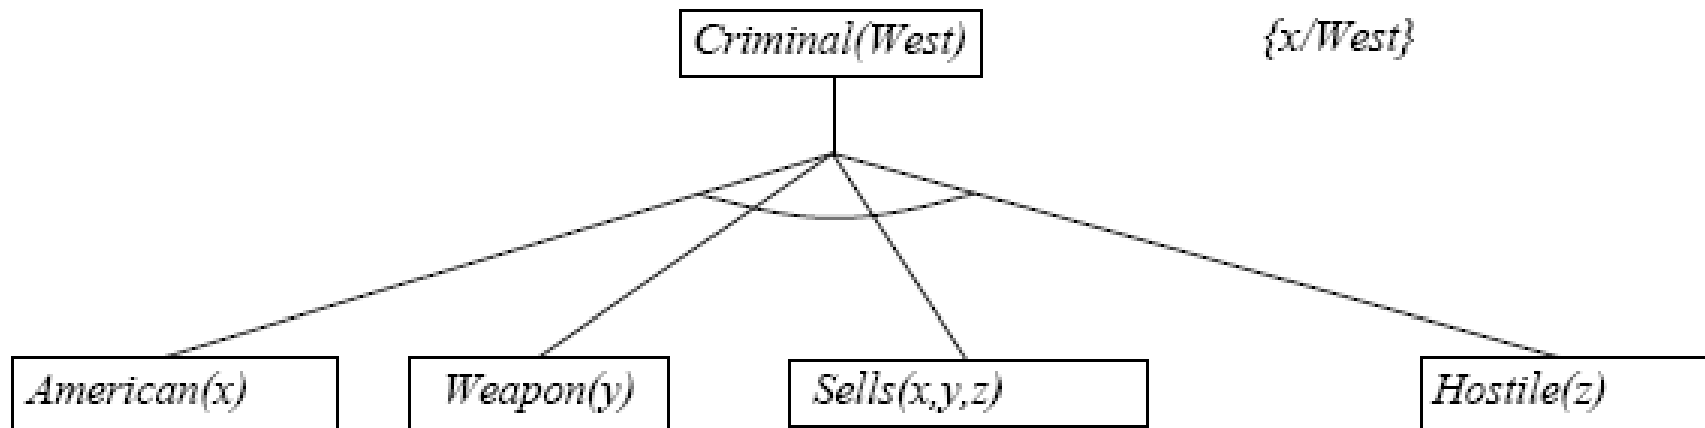 Criminal(West)
{x/West}
American(x)
Weapon(y)
Sells(x,y,z)
Hostile(z)